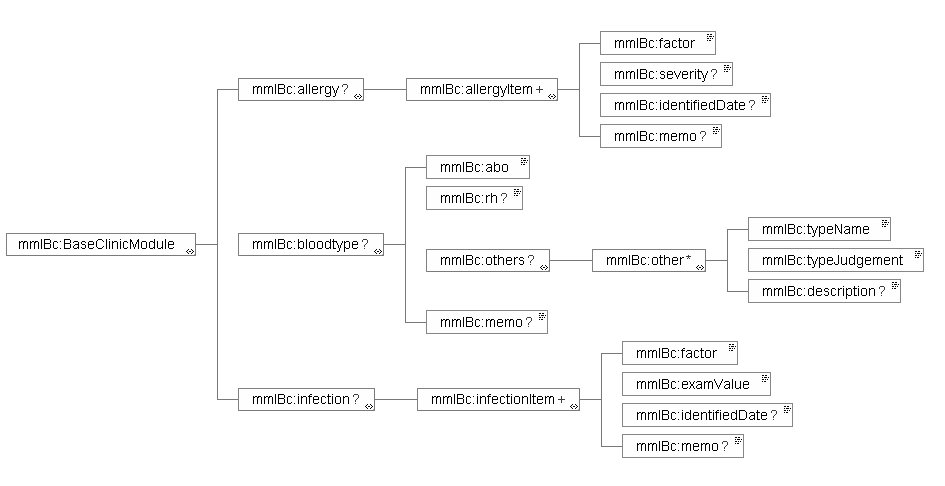 mmlBc:factor
mmlBc:severity?
mmlBc:allergy?
mmlBc:allergyItem+
mmlBc:identifiedDate?
mmlBc:memo?
mmlBc:abo
mmlBc:rh?
mmlBc:typeName
mmlBc:BaseClinicModule
mmlBc:bloodtype?
mmlBc:others?
mmlBc:other*
mmlBc:typeJudgement
mmlBc:description?
mmlBc:memo?
mmlBc:factor
mmlBc:examValue
mmlBc:infection?
mmlBc:infectionItem+
mmlBc:identifiedDate?
mmlBc:memo?